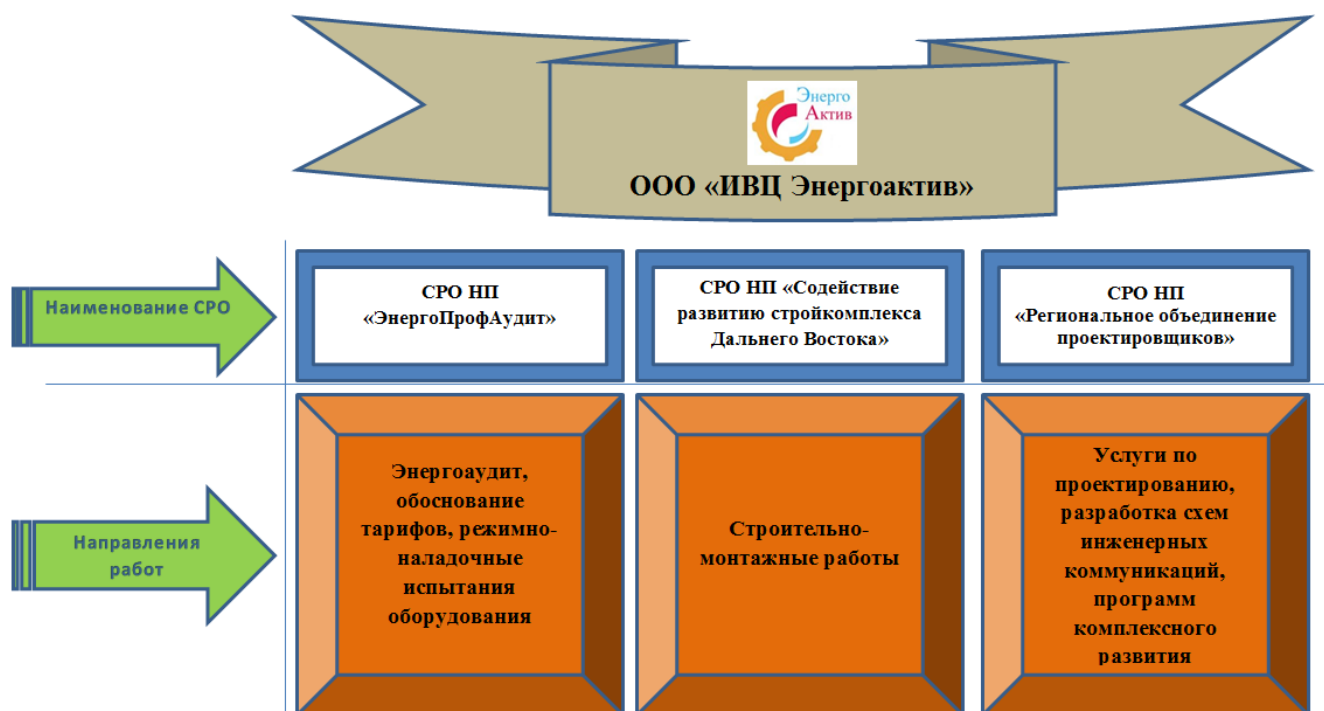 Энерго
Актив
ООО «ИВЦ Энергоактив»
Наименование СРО
СРО НП
«ЭнергоПрофАудит»
СРО НП «Содействие
развитию стройкомплекса
Дальнего Востока»
СРО НП
«Региональное объединение
проектировщиков»
Направления
работ
Энергоаудит,
обоснование
тарифов, режимно-
наладочные
испытания
оборудования
Строительно-
монтажные работы
Услуги по
проектированию,
разработка схем
инженерных
коммуникаций,
программ
комплексного
развития